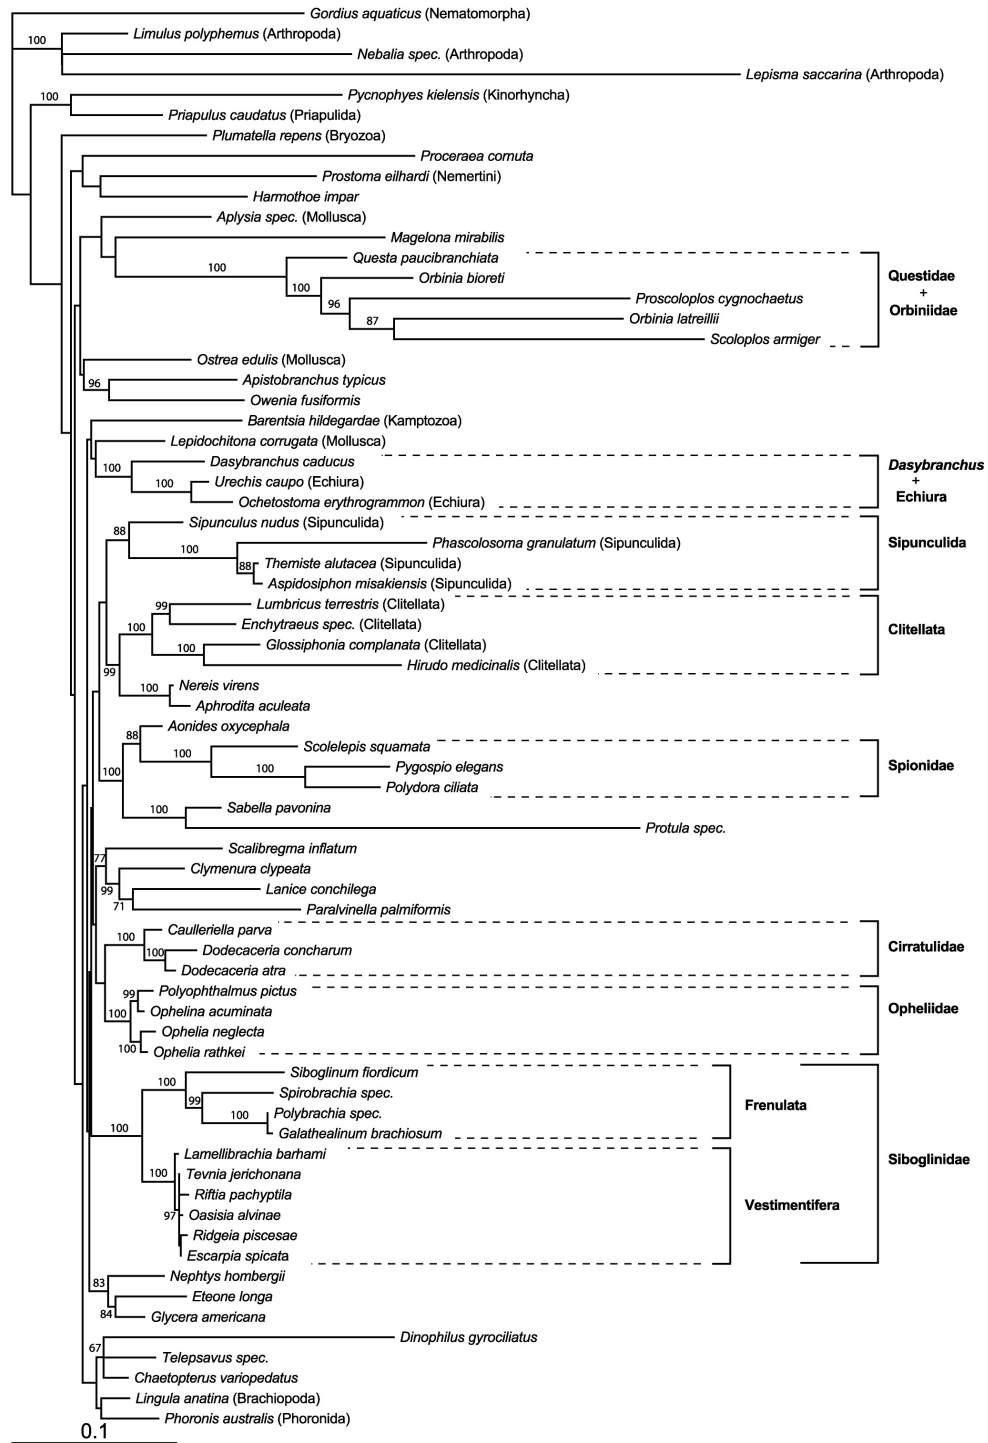 Gordius aquaticus (Nematomorpha)
100
Limulus polyphemus (Arthropoda)
Nebalia spec. (Arthropoda)
Lepisma saccarina (Arthropoda)
100
Pycnophyes kielensis (Kinorhyncha)
Priapulus caudatus (Priapulida)
Plumatella repens (Bryozoa)
Proceraea cornuta
Prostoma eilhardi (Nemertini)
Harmothoe impar
Aplysia spec. (Mollusca)
Magelona mirabilis
Questa paucibranchiata
100
Orbinia bioreti
100
Proscoloplos cygnochaetus
96
Orbinia latreillii
87
Scoloplos armiger
Questidae
+
Orbiniidae
Ostrea edulis (Mollusca)
Apistobranchus typicus
96
Owenia fusiformis
Barentsia hildegardae (Kamptozoa)
Lepidochitona corrugata (Mollusca)
Dasybranchus caducus
100
Urechis caupo (Echiura)
100
Ochetostoma erythrogrammon (Echiura)
Dasybranchus
+
Echiura
Sipunculus nudus (Sipunculida)
88
Phascolosoma granulatum (Sipunculida)
100
Themiste alutacea (Sipunculida)
88
Aspidosiphon misakiensis (Sipunculida)
Sipunculida
Lumbricus terrestris (Clitellata)
99
Enchytraeus spec. (Clitellata)
100
Glossiphonia complanata (Clitellata)
100
Hirudo medicinalis (Clitellata)
Clitellata
99
Nereis virens
100
Aphrodita aculeata
Aonides oxycephala
88
Scolelepis squamata
100
Pygospio elegans
100
Polydora ciliata
Spionidae
100
Sabella pavonina
100
Protula spec.
Scalibregma inflatum
77
Clymenura clypeata
99
Lanice conchilega
71
Paralvinella palmiformis
Caulleriella parva
100
Dodecaceria concharum
100
Dodecaceria atra
Cirratulidae
Polyophthalmus pictus
99
Ophelina acuminata
100
Ophelia neglecta
100
Ophelia rathkei
Opheliidae
Siboglinum fiordicum
100
Spirobrachia spec.
99
Polybrachia spec.
100
Galathealinum brachiosum
Frenulata
100
Lamellibrachia barhami
100
Tevnia jerichonana
Riftia pachyptila
97
Oasisia alvinae
Ridgeia piscesae
Escarpia spicata
Vestimentifera
Siboglinidae
Nephtys hombergii
83
Eteone longa
84
Glycera americana
Dinophilus gyrociliatus
67
Telepsavus spec.
Chaetopterus variopedatus
Lingula anatina (Brachiopoda)
Phoronis australis (Phoronida)
0.1